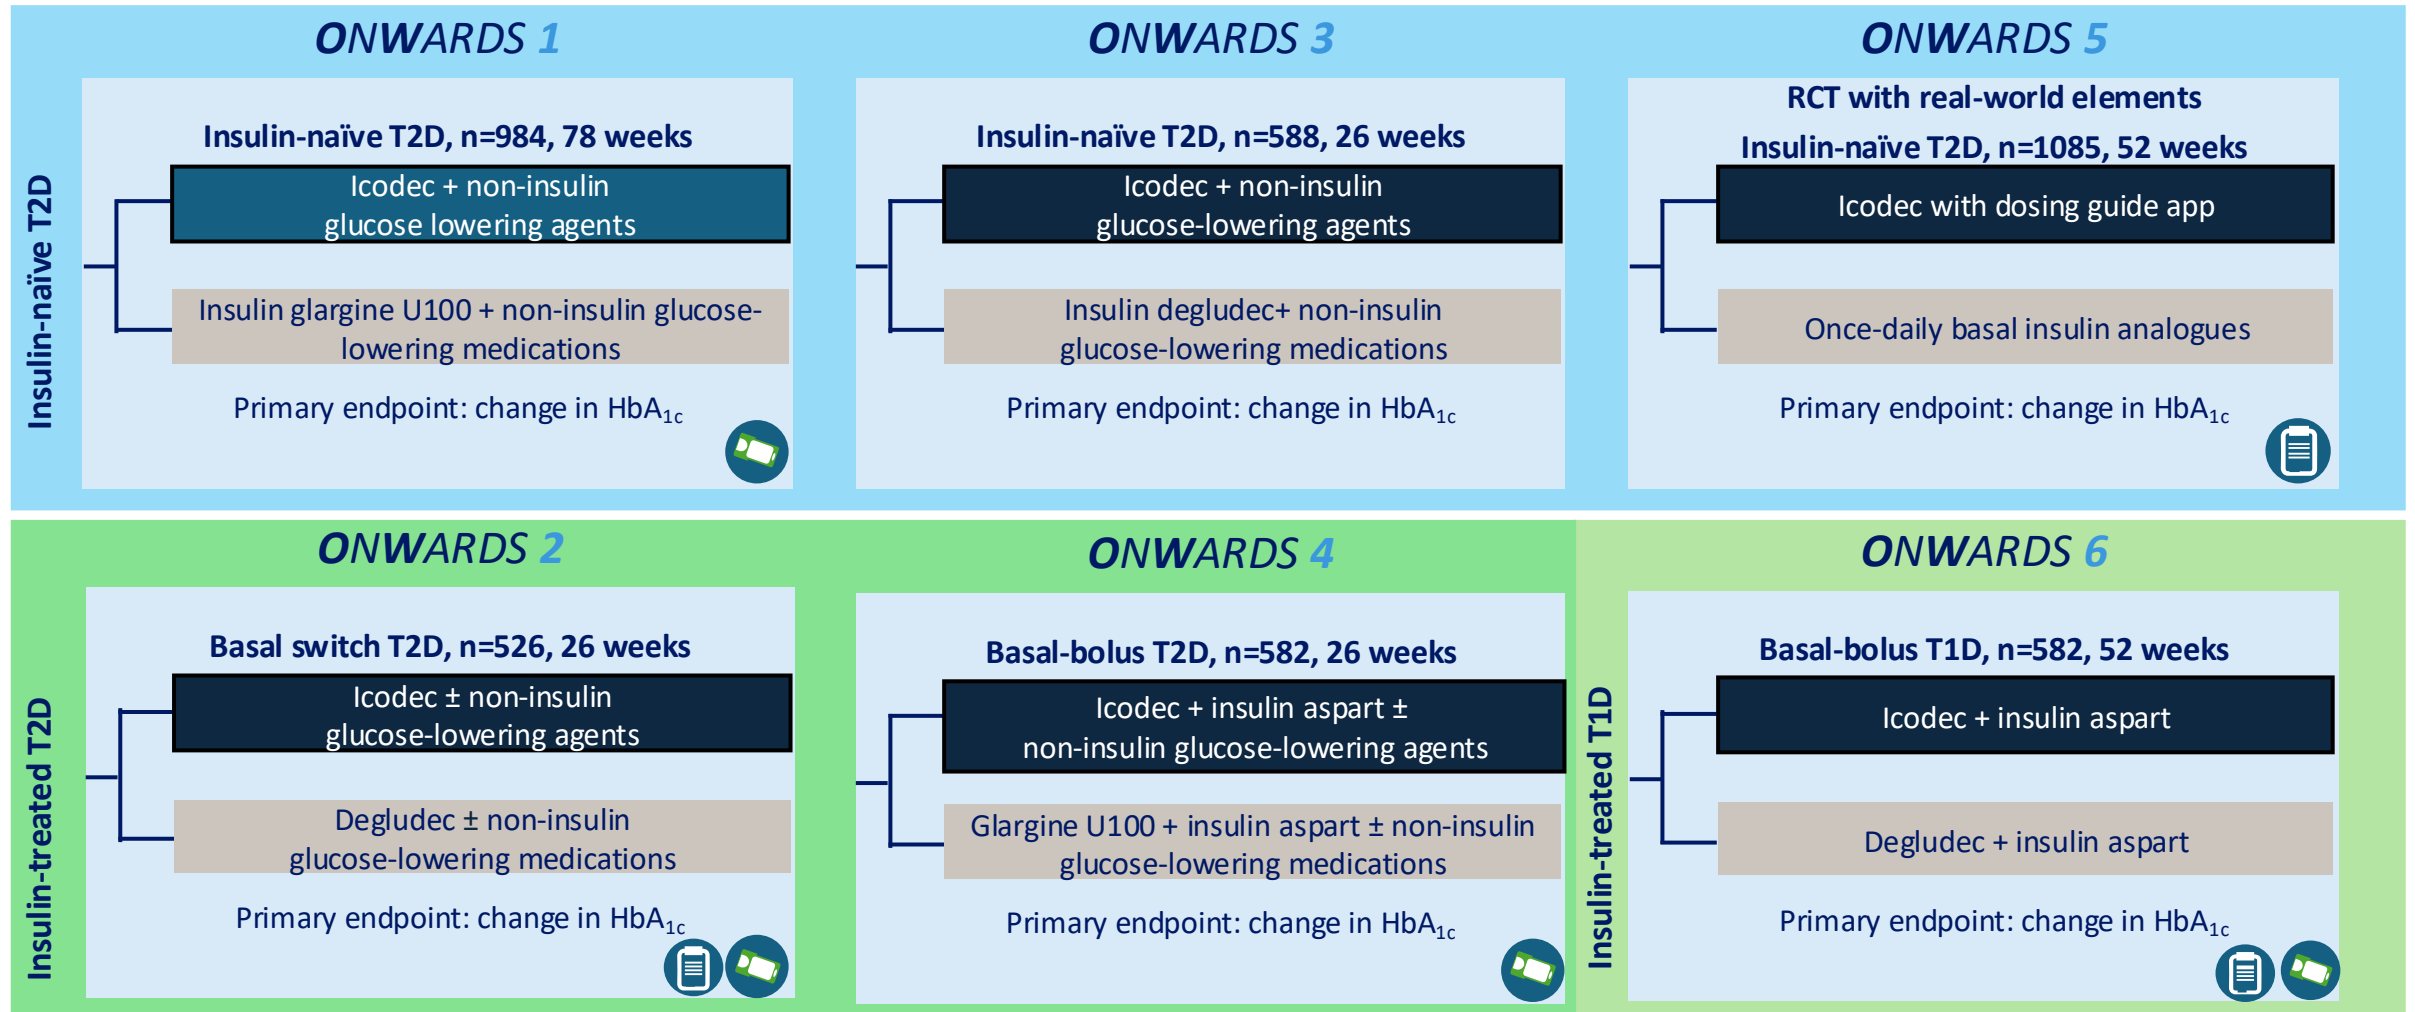 ONWARDS 1
ONWARDS 3
ONWARDS 5
Insulin-naïve T2D
Insulin-naïve T2D, n=984, 78 weeks
Icodec + non-insulin
glucose lowering agents
Insulin glargine U100 + non-insulin glucose-
lowering medications
Primary endpoint: change in HbA1c
Insulin-naïve T2D, n=588, 26 weeks
Icodec + non-insulin
glucose-lowering agents
Insulin degludec+ non-insulin
glucose-lowering medications
Primary endpoint: change in HbA1c
RCT with real-world elements
Insulin-naïve T2D, n=1085, 52 weeks
Icodec with dosing guide app
Once-daily basal insulin analogues
Primary endpoint: change in HbA1c
ONWARDS 2
ONWARDS 4
ONWARDS 6
Insulin-treated T2D
Basal switch T2D, n=526, 26 weeks
Icodec ± non-insulin
glucose-lowering agents
Degludec ± non-insulin
glucose-lowering medications
Primary endpoint: change in HbA1c
Basal-bolus T2D, n=582, 26 weeks
Icodec + insulin aspart ±
non-insulin glucose-lowering agents
Glargine U100 + insulin aspart ± non-insulin
glucose-lowering medications
Primary endpoint: change in HbA1c
Insulin-treated T1D
Basal-bolus T1D, n=582, 52 weeks
Icodec + insulin aspart
Degludec + insulin aspart
Primary endpoint: change in HbA1c